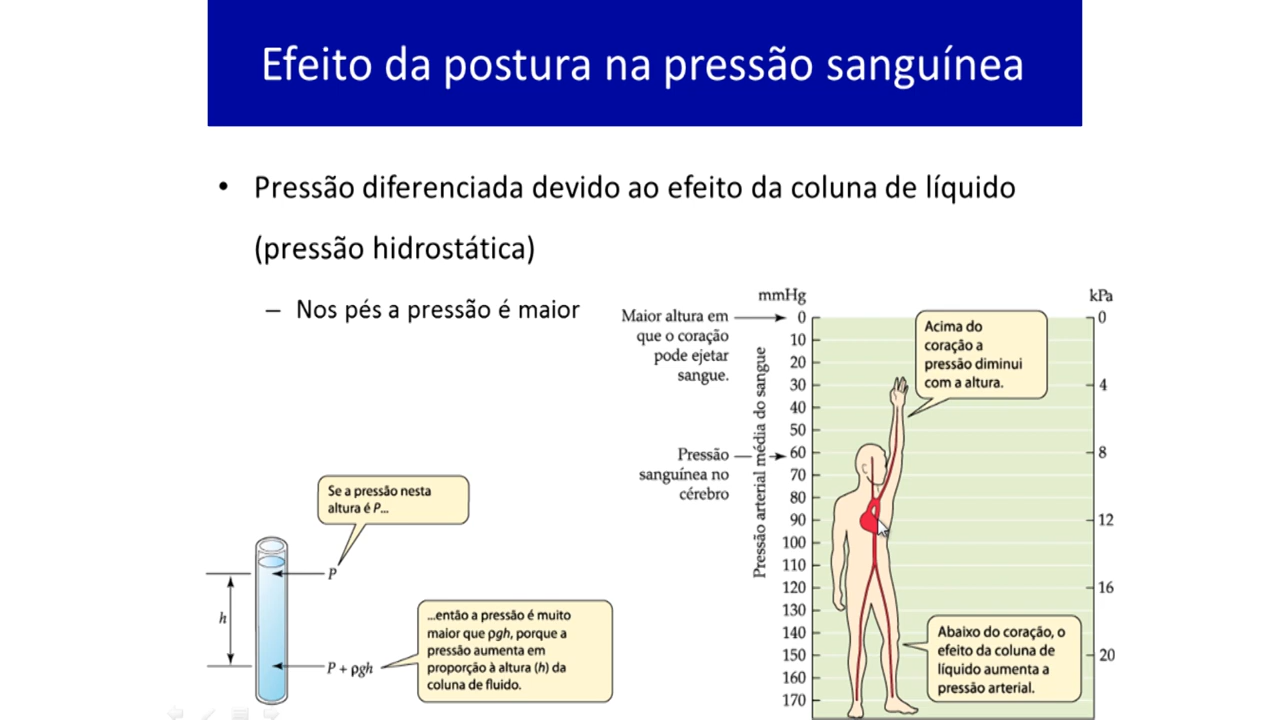 Efeito da postura na pressão sanguínea
• Pressão diferenciada devido ao efeito da coluna de líquido
(pressão hidrostática)
– Nos pés a pressão é maior
Se a pressão nesta
altura é P...
P
h
P + ρgh
...então a pressão é muito
maior que ρgh, porque a
pressão aumenta em
proporção à altura (h) da
coluna de fluido.
mmHg
kPa
Maior altura em
que o coração
pode ejetar
sangue.
Pressão
sanguínea no
cérebro
Pressão arterial média do sangue
0
10
20
30
40
50
60
70
80
90
100
110
120
130
140
150
160
170
0
4
8
12
16
20
Acima do
coração a
pressão diminui
com a altura.
Abaixo do coração, o
efeito da coluna de
líquido aumenta a
pressão arterial.